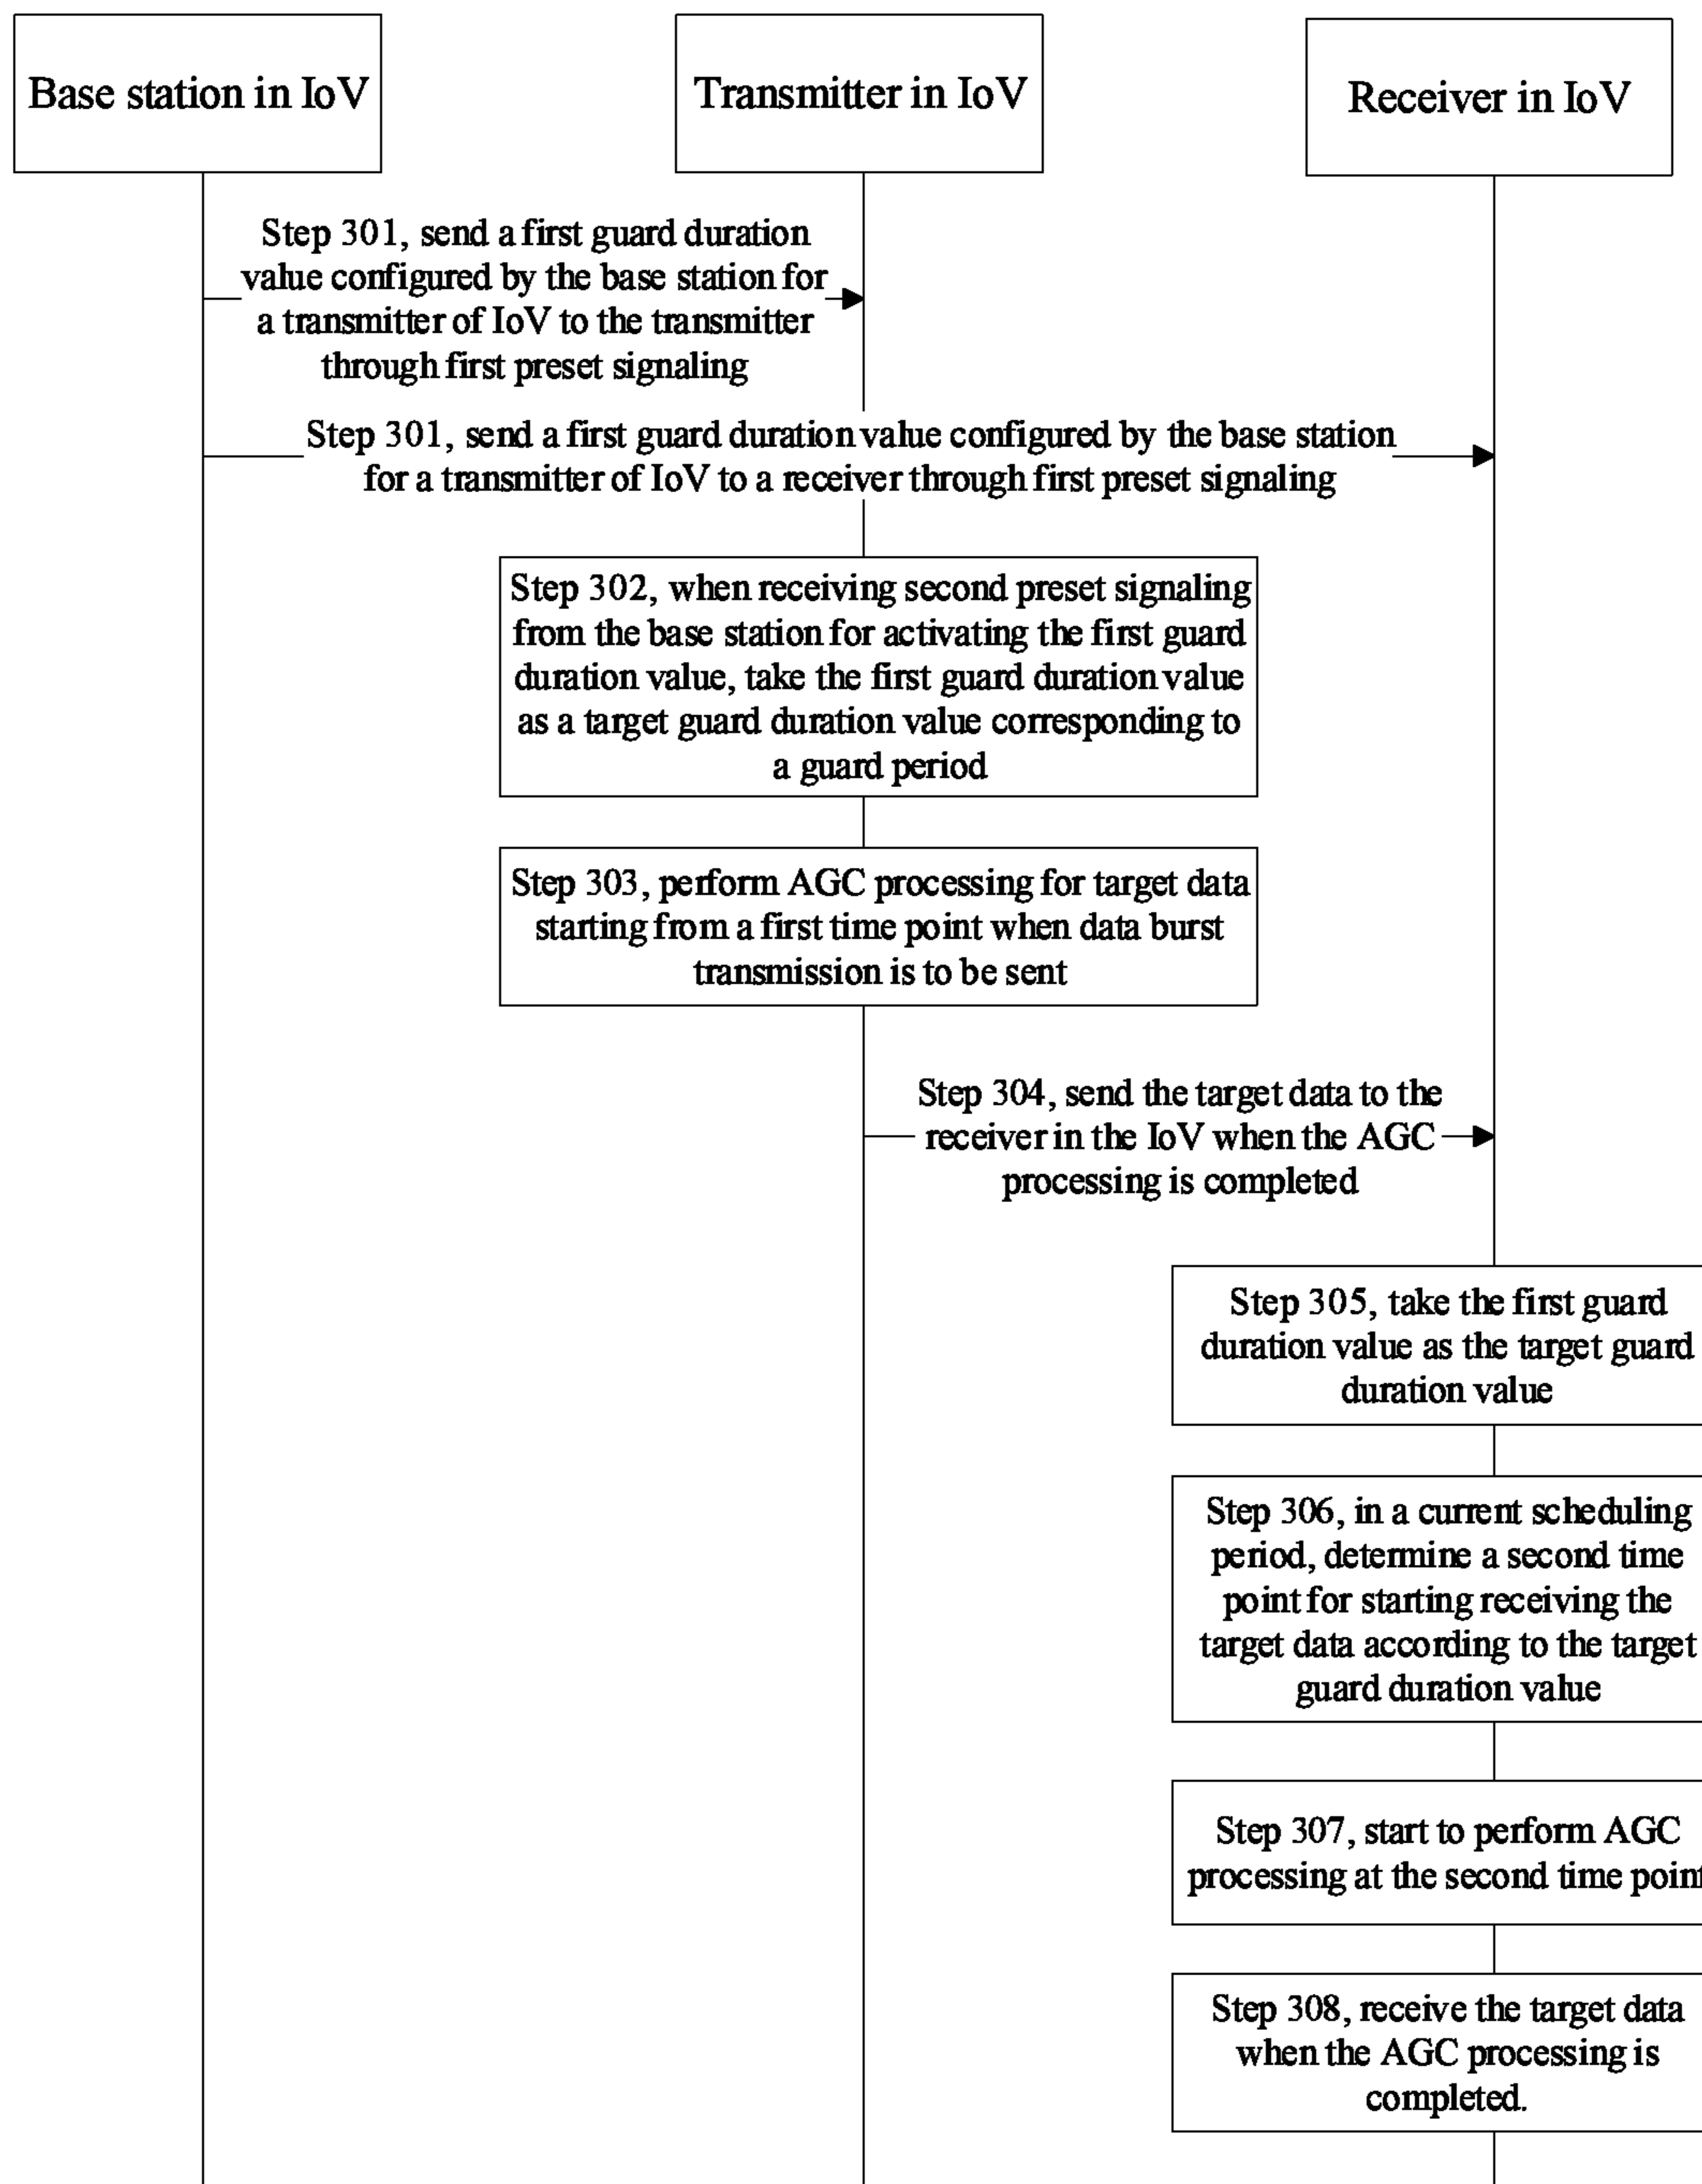 Base station in IoV
Transmitter in IoV
Receiver in IoV
Step 301, send a first guard duration
value configured by the base station for
a transmitter of IoV to the transmitter
through first preset signaling
Step 301, send a first guard duration value configured by the base station
for a transmitter of IoV to a receiver through first preset signaling
Step 302, when receiving second preset signaling
from the base station for activating the first guard
duration value, take the first guard duration value
as a target guard duration value corresponding to
a guard period
Step 303, perform AGC processing for target data
starting from a first time point when data burst
transmission is to be sent
Step 304, send the target data to the
receiver in the IoV when the AGC
processing is completed
Step 305, take the first guard
duration value as the target guard
duration value
Step 306, in a current scheduling
period, determine a second time
point for starting receiving the
target data according to the target
guard duration value
Step 307, start to perform AGC
processing at the second time point
Step 308, receive the target data
when the AGC processing is
completed.